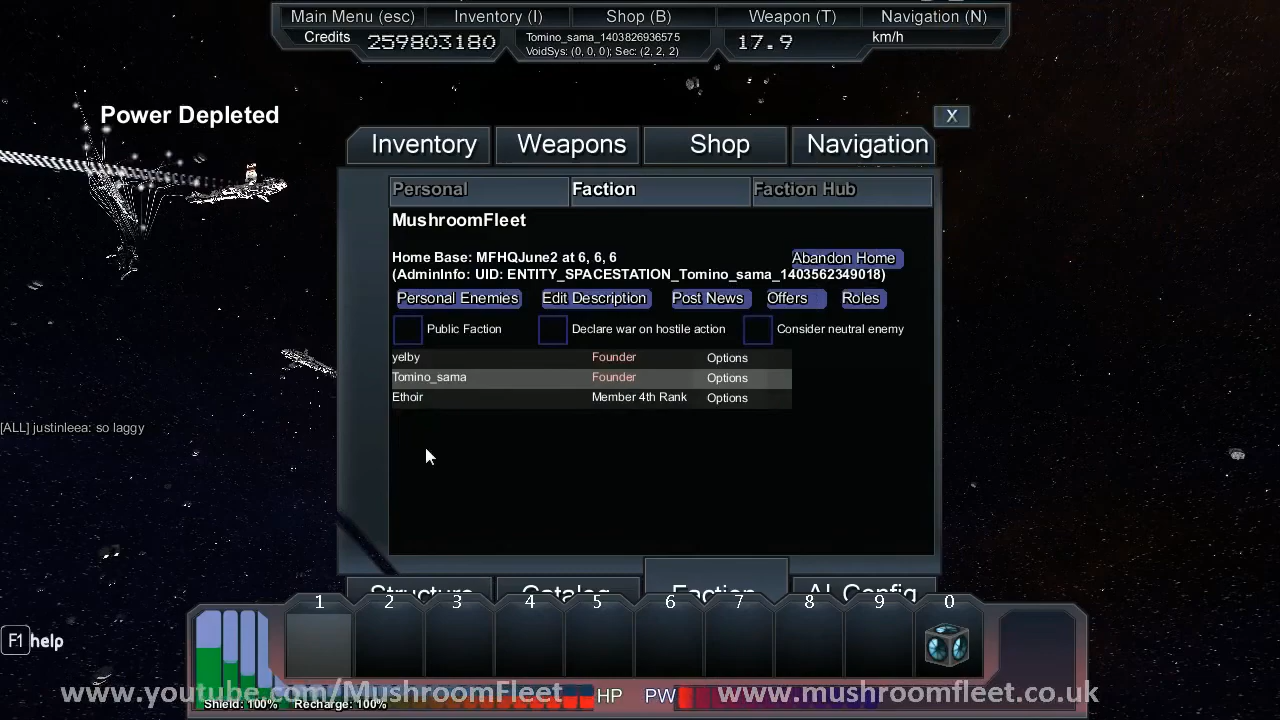 Main Menu (esc) Inventory (I) Shop (B) Weapon (T) Navigation (N)
Credits 259803180 Tomino_sama_1403826936575 17.9 km/h
VoidSys: (0, 0, 0); Sec: (2, 2, 2)
Power Depleted
X
Inventory Weapons Shop Navigation
Personal Faction Faction Hub
MushroomFleet
Home Base: MFHQJune2 at 6, 6, 6 Abandon Home
(AdminInfo: UID: ENTITY_SPACESTATION_Tomino_sama_1403562349018)
Personal Enemies Edit Description Post News Offers Roles
Public Faction Declare war on hostile action Consider neutral enemy
yelby Founder Options
Tomino_sama Founder Options
Ethoir Member 4th Rank Options
[ALL] justinleea: so laggy
Structure Catalog Faction AI Config
1 2 3 4 5 6 7 8 9 0
F1 help
www.youtube.com/MushroomFleet HP PW www.mushroomfleet.co.uk
Shield: 100% Recharge: 100%